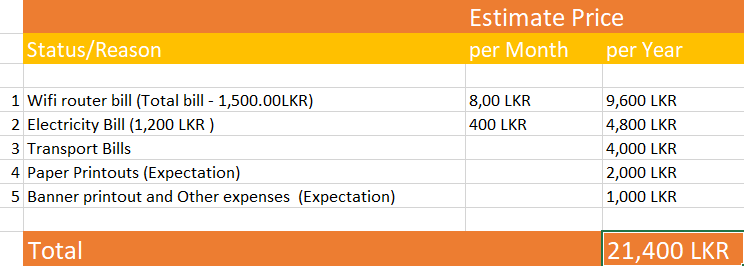 Estimate Price
Status/Reason per Month per Year
1 Wifi router bill (Total bill - 1,500.00LKR) 8,00 LKR 9,600 LKR
2 Electricity Bill (1,200 LKR ) 400 LKR 4,800 LKR
3 Transport Bills 4,000 LKR
4 Paper Printouts (Expectation) 2,000 LKR
5 Banner printout and Other expenses (Expectation) 1,000 LKR
Total 21,400 LKR